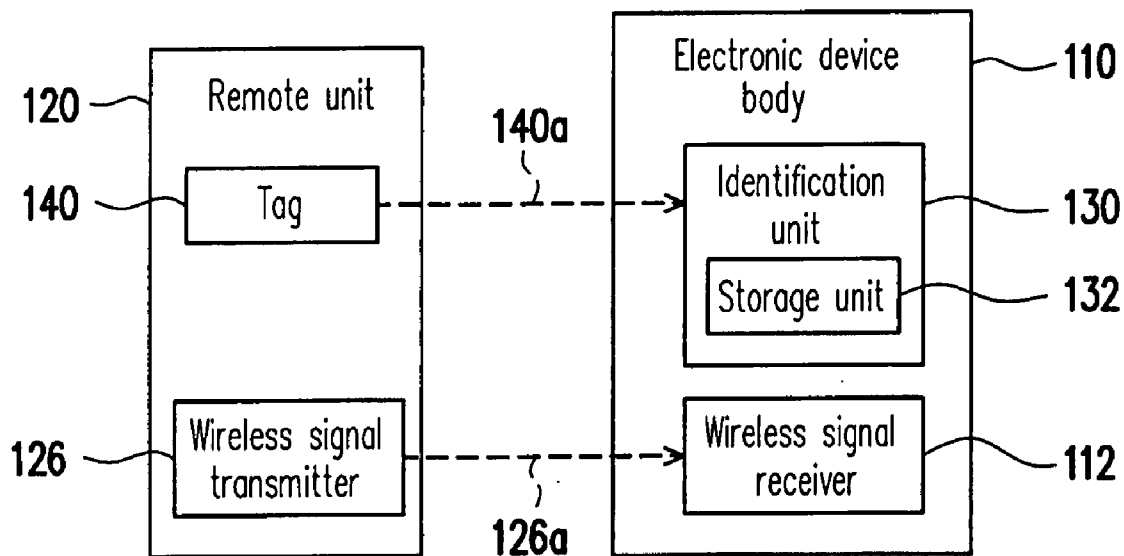 120
Remote unit
140
Tag
140a
126
Wireless signal
transmitter
126a
Electronic device
body
110
Identification
unit
130
Storage unit
132
Wireless signal
receiver
112